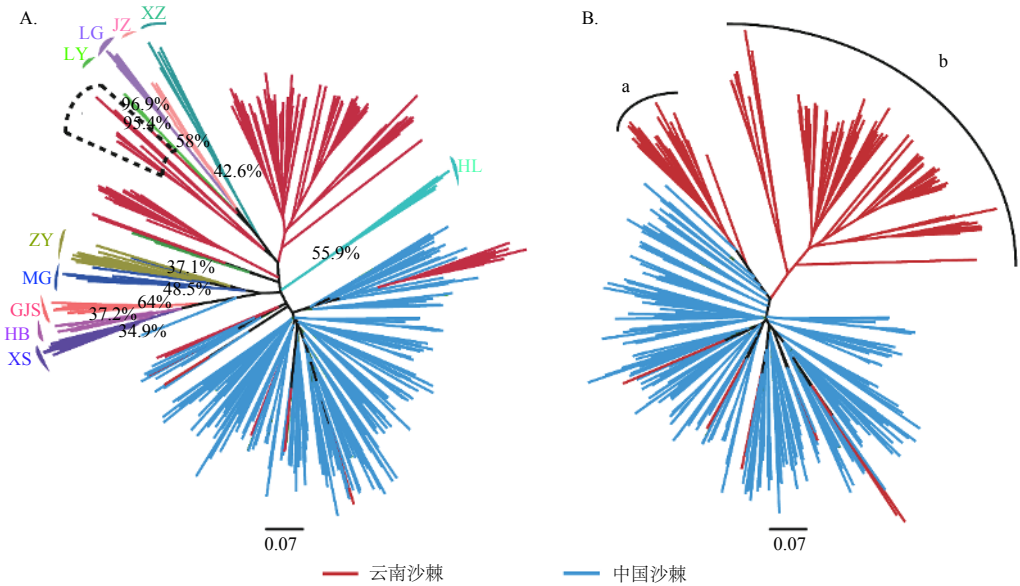 A.
XZ
JZ
LG
LY
96.9%
95.4%
58%
42.6%
HL
55.9%
ZY
37.1%
MG
48.5%
64%
GJS
37.2%
HB
34.9%
XS
0.07
B.
a
b
0.07
云南沙棘
中国沙棘